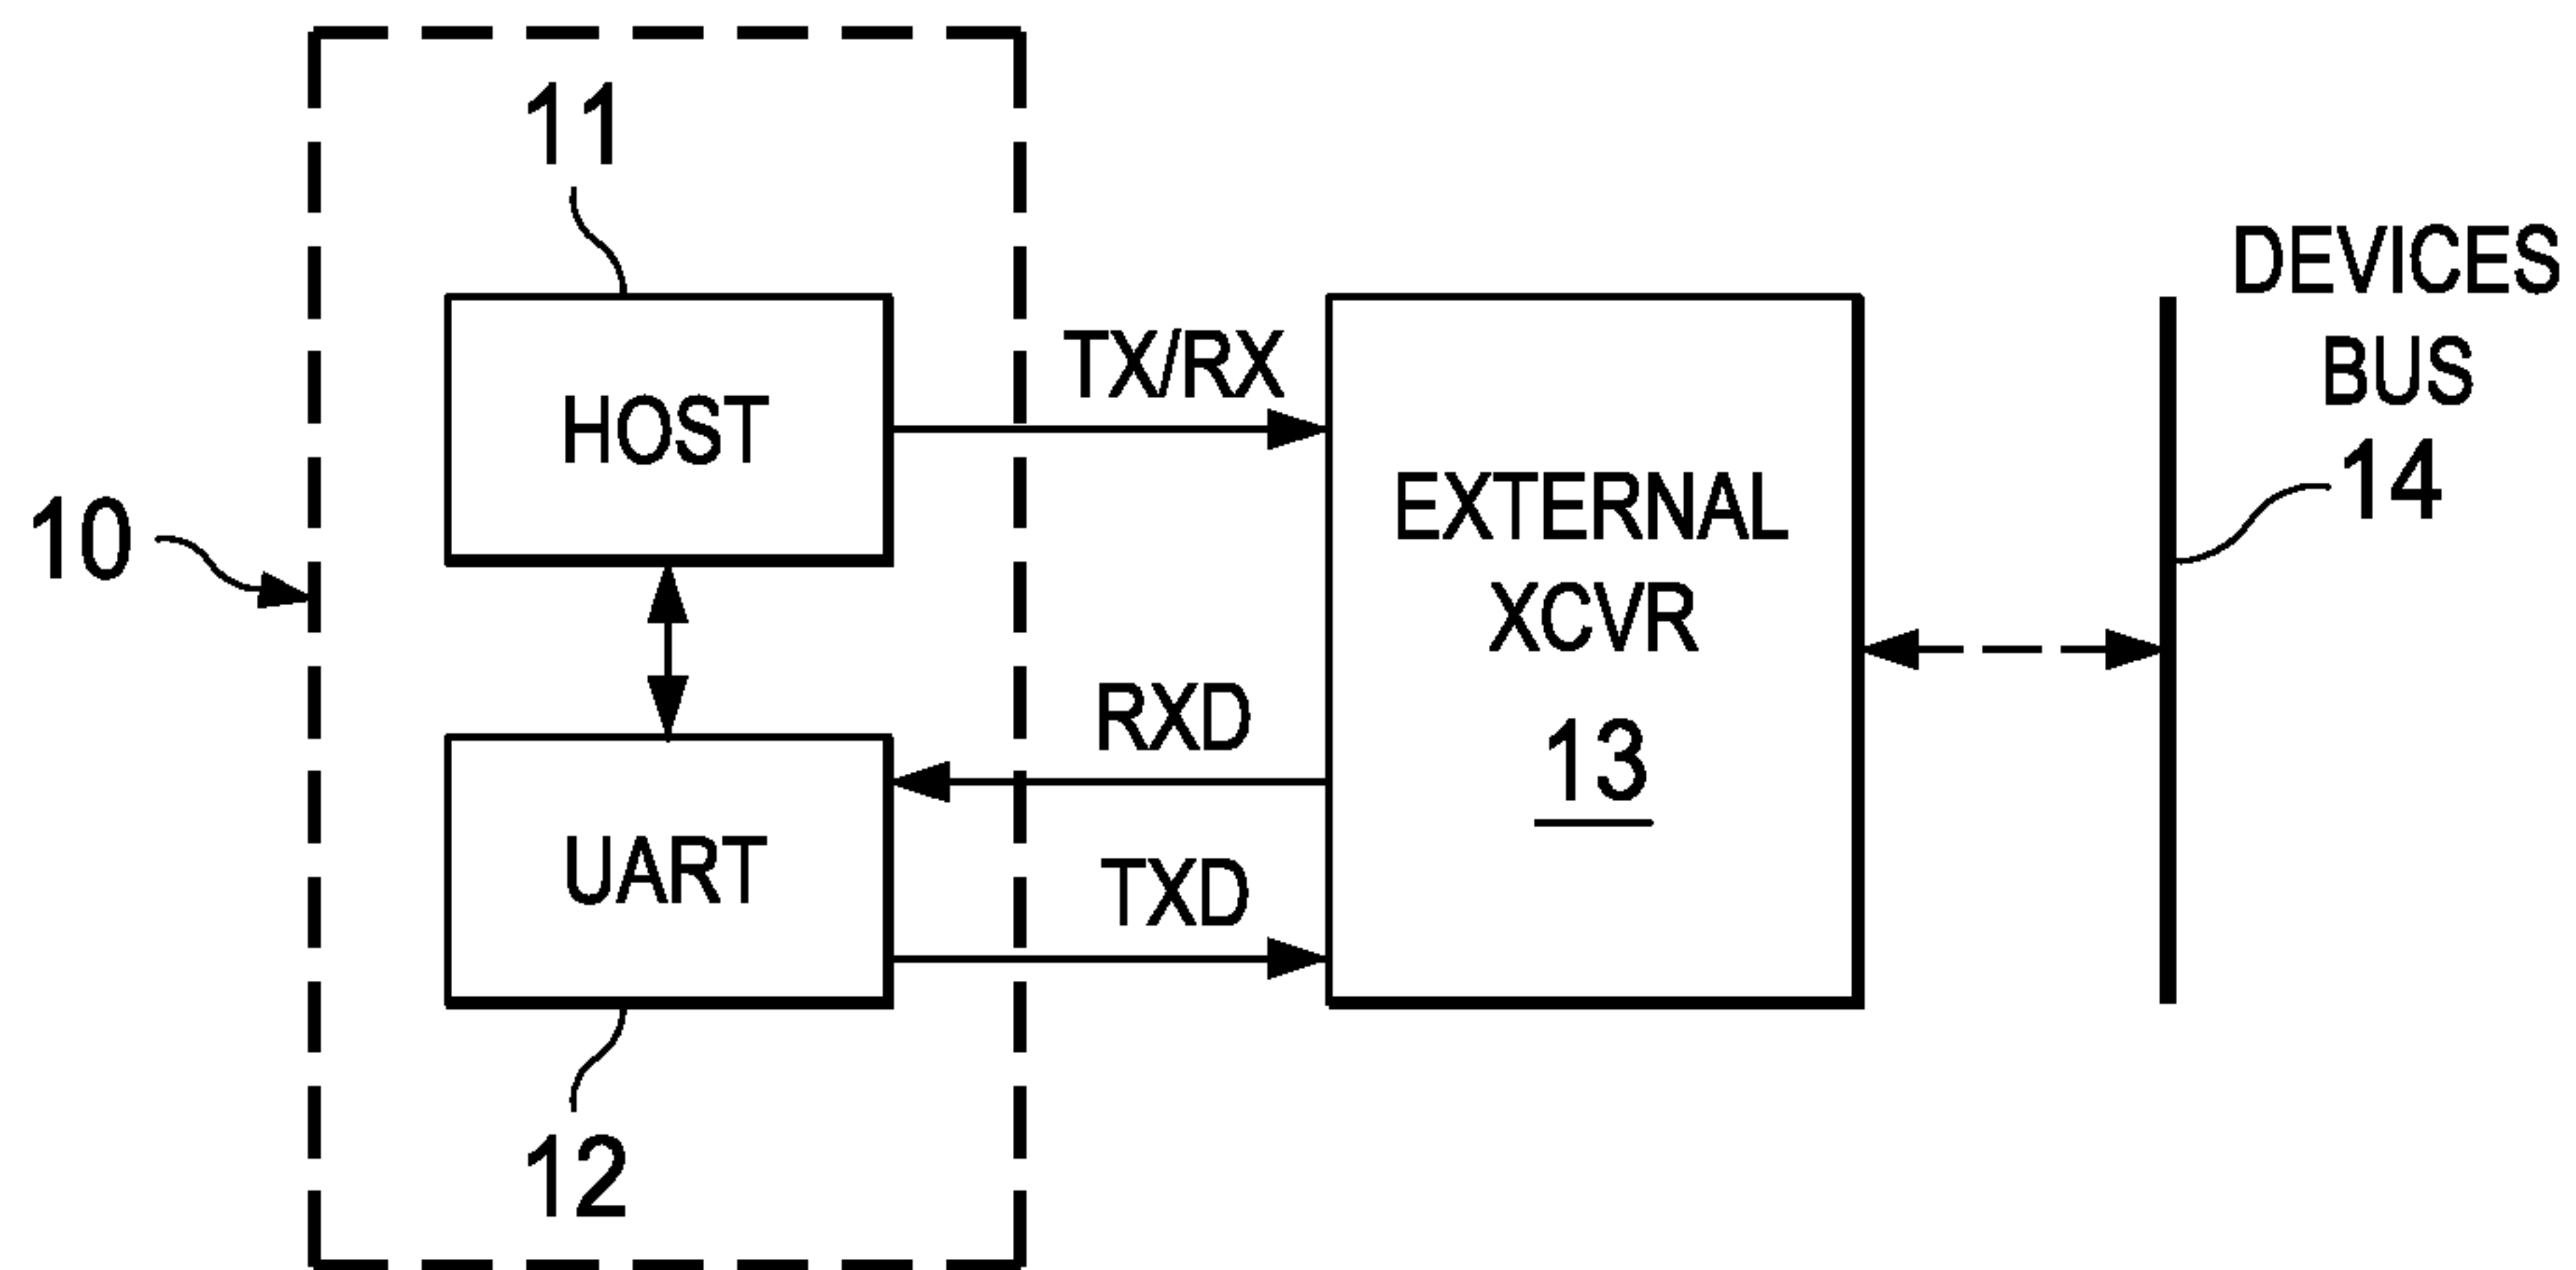 11
HOST
10
UART
12
TX/RX
RXD
TXD
EXTERNAL
XCVR
13
DEVICES
BUS
14